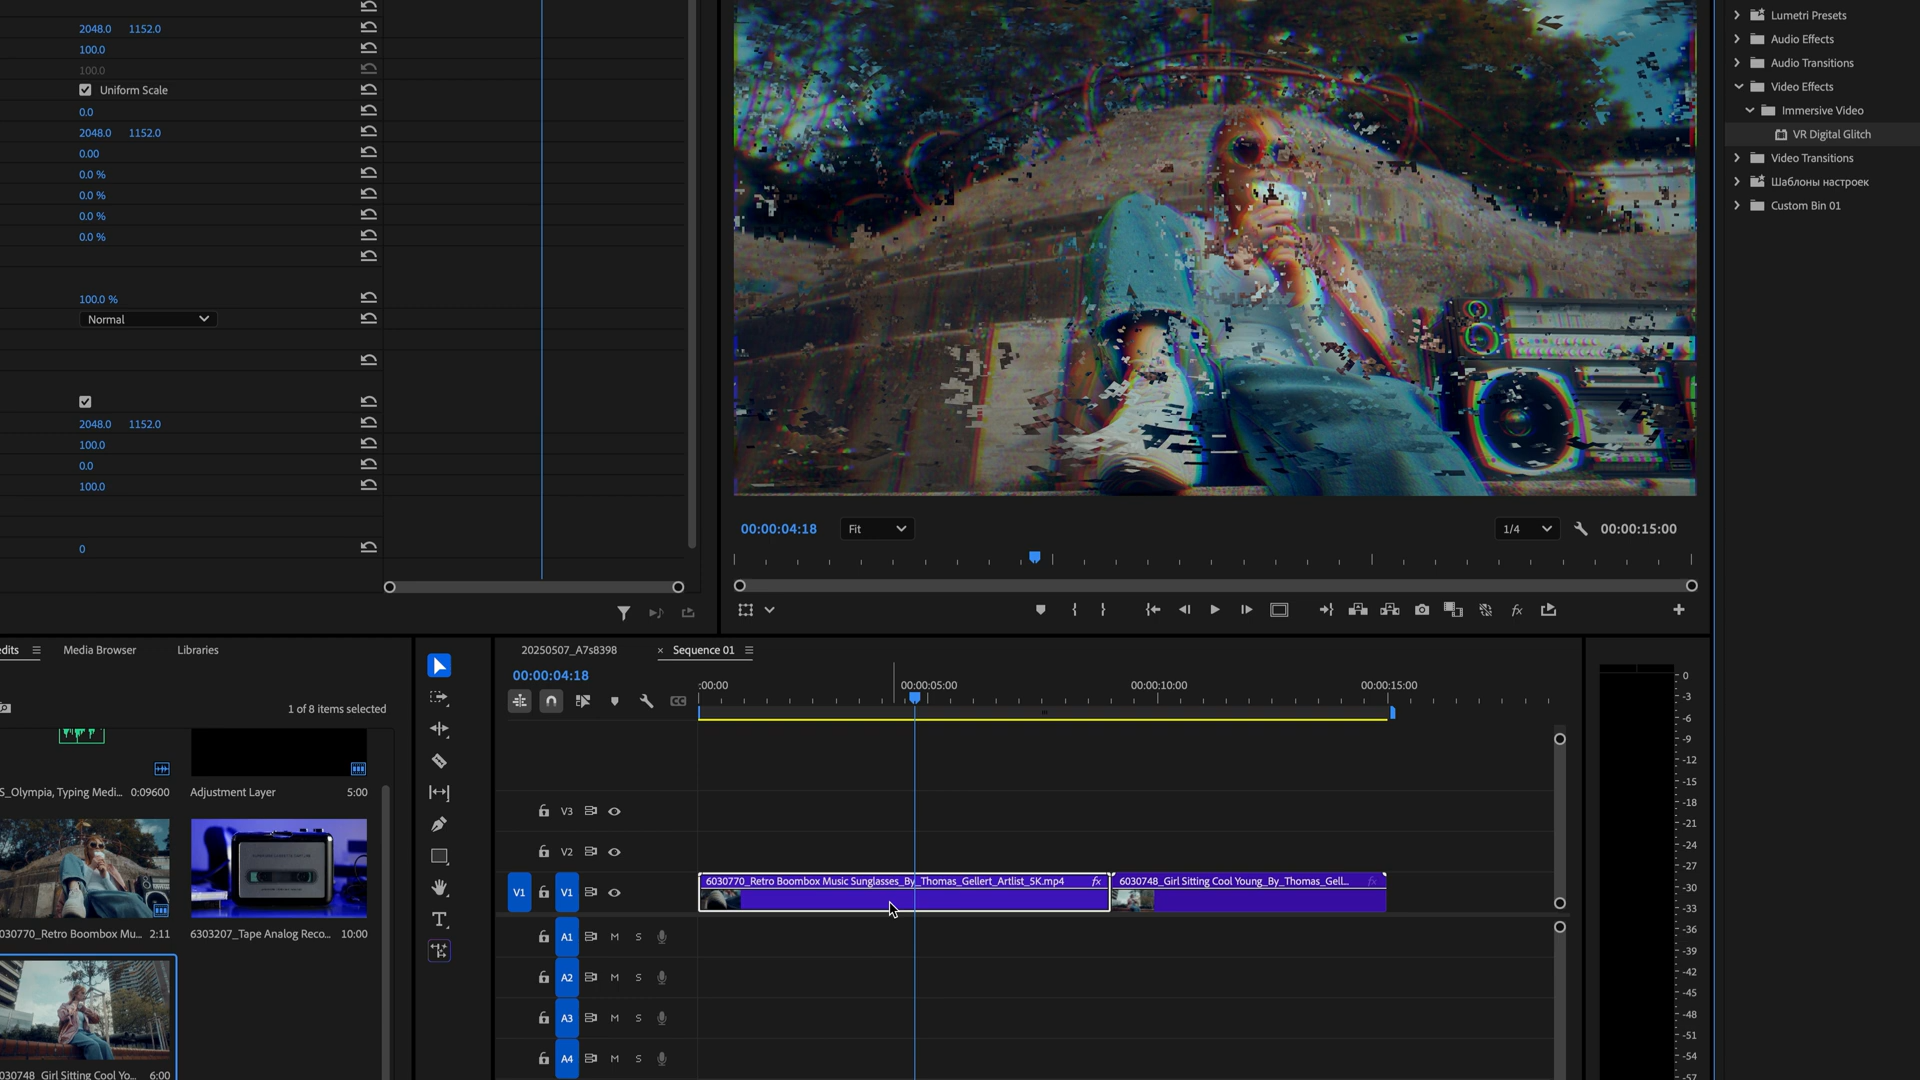 2048.0 1152.0
100.0
100.0
Uniform Scale
0.0
2048.0 1152.0
0.00
0.0 %
0.0 %
0.0 %
0.0 %
100.0 %
Normal
2048.0 1152.0
100.0
0.0
100.0
0
00:00:04:18
Fit
1/4
00:00:15:00
Lumetri Presets
Audio Effects
Audio Transitions
Video Effects
Immersive Video
VR Digital Glitch
Video Transitions
Шаблоны настроек
Custom Bin 01
edits
Media Browser
Libraries
1 of 8 items selected
S_Olympia, Typing Medi... 0:09600
Adjustment Layer 5:00
030770_Retro Boombox Mu... 2:11
6303207_Tape Analog Reco... 10:00
030748_Girl Sitting Cool Yo... 6:00
20250507_A7s8398
× Sequence 01
00:00:04:18
CC
:00:00
00:00:05:00
00:00:10:00
00:00:15:00
V3
V2
V1 V1
6030770_Retro Boombox Music Sunglasses_By_Thomas_Gellert_Artlist_5K.mp4 fx
6030748_Girl Sitting Cool Young_By_Thomas_Gell... fx
A1 M S
A2 M S
A3 M S
A4 M S
fx
0
-3
-6
-9
-12
-15
-18
-21
-24
-27
-30
-33
-36
-39
-42
-45
-48
-51
-54
-57